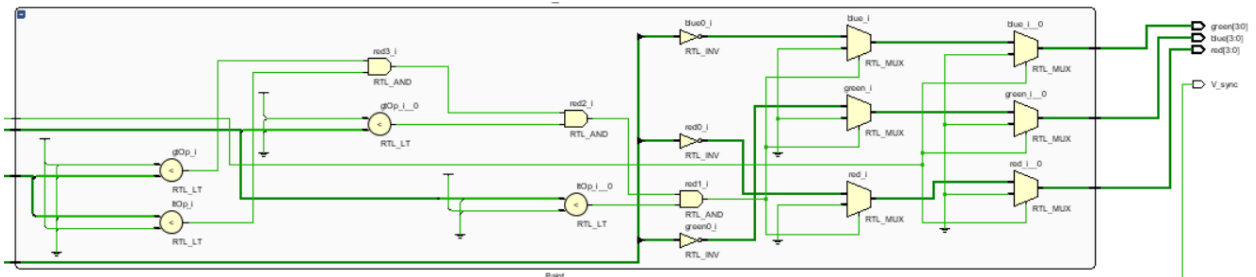 blue0_i
RTL_INV
blue_i
RTL_MUX
blue_i__0
RTL_MUX
green[3:0]
blue[3:0]
red[3:0]
V_sync
red3_i
RTL_AND
gtOp_i__0
<
RTL_LT
red2_i
RTL_AND
green_i
RTL_MUX
green_i__0
RTL_MUX
gtOp_i
<
RTL_LT
red0_i
RTL_INV
ltOp_i
<
RTL_LT
ltOp_i__0
<
RTL_LT
red1_i
RTL_AND
red_i
RTL_MUX
red_i__0
RTL_MUX
green0_i
RTL_INV
Paint